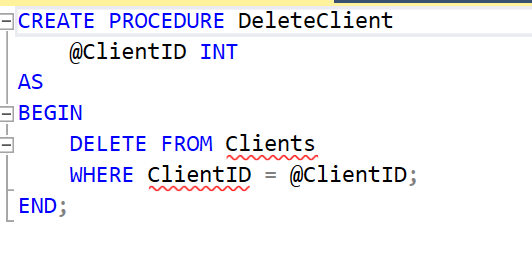 CREATE PROCEDURE DeleteClient
    @ClientID INT
AS
BEGIN
    DELETE FROM Clients
    WHERE ClientID = @ClientID;
END;